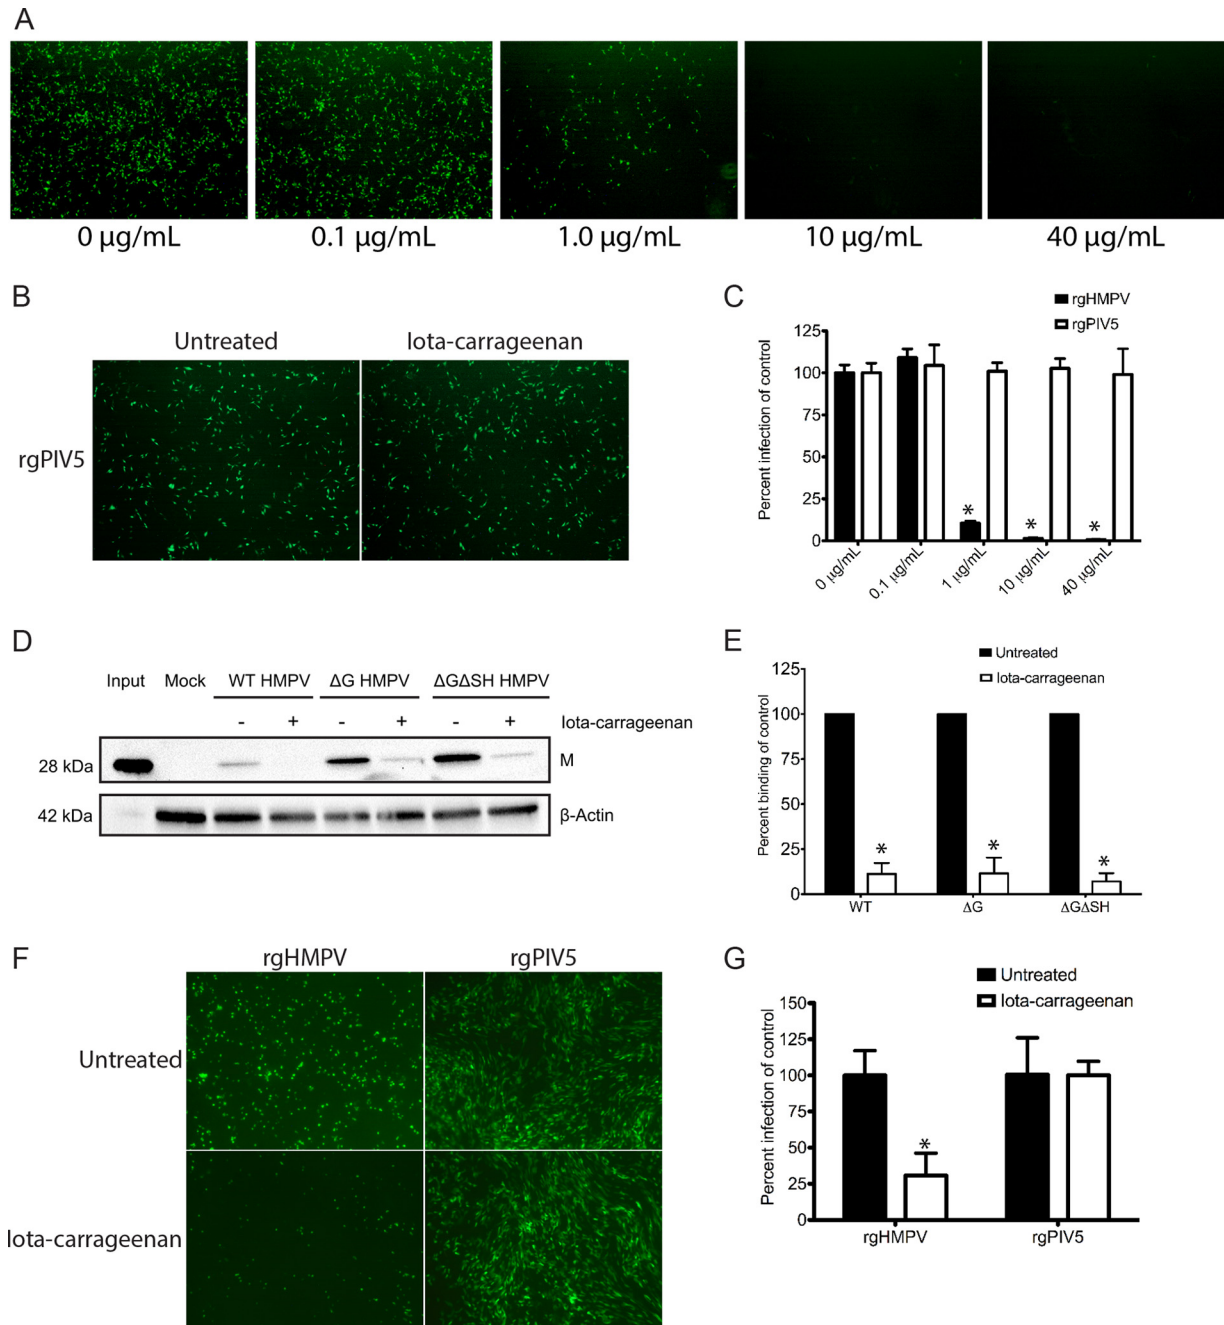 A
0 µg/mL
0.1 µg/mL
1.0 µg/mL
10 µg/mL
40 µg/mL
B
Untreated
Iota-carrageenan
rgPIV5
C
rgHMPV
rgPIV5
Percent infection of control
125
100
75
50
25
0
*
*
*
0 µg/mL
0.1 µg/mL
1 µg/mL
10 µg/mL
40 µg/mL
D
Input
Mock
WT HMPV
ΔG HMPV
ΔGΔSH HMPV
- + - + - + Iota-carrageenan
28 kDa
M
42 kDa
β-Actin
E
Untreated
Iota-carrageenan
Percent binding of control
125
100
75
50
25
0
*
*
*
WT
ΔG
ΔGΔSH
F
rgHMPV
rgPIV5
Untreated
Iota-carrageenan
G
Untreated
Iota-carrageenan
Percent infection of control
150
125
100
75
50
25
0
*
rgHMPV
rgPIV5